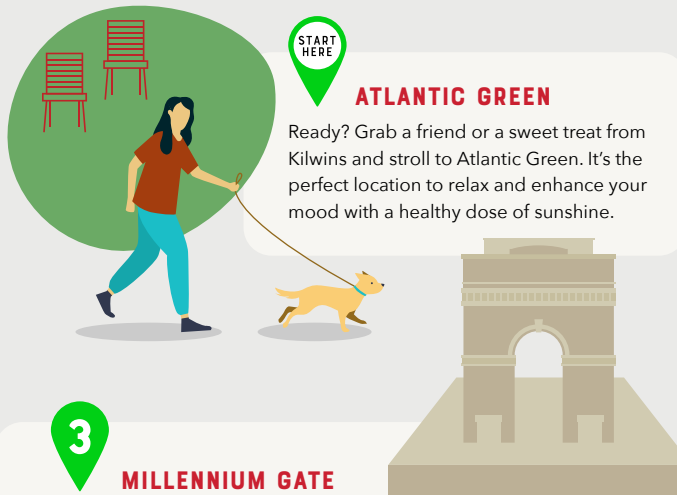 START
HERE
ATLANTIC GREEN
Ready? Grab a friend or a sweet treat from
Kilwins and stroll to Atlantic Green. It’s the
perfect location to relax and enhance your
mood with a healthy dose of sunshine.
3
MILLENNIUM GATE